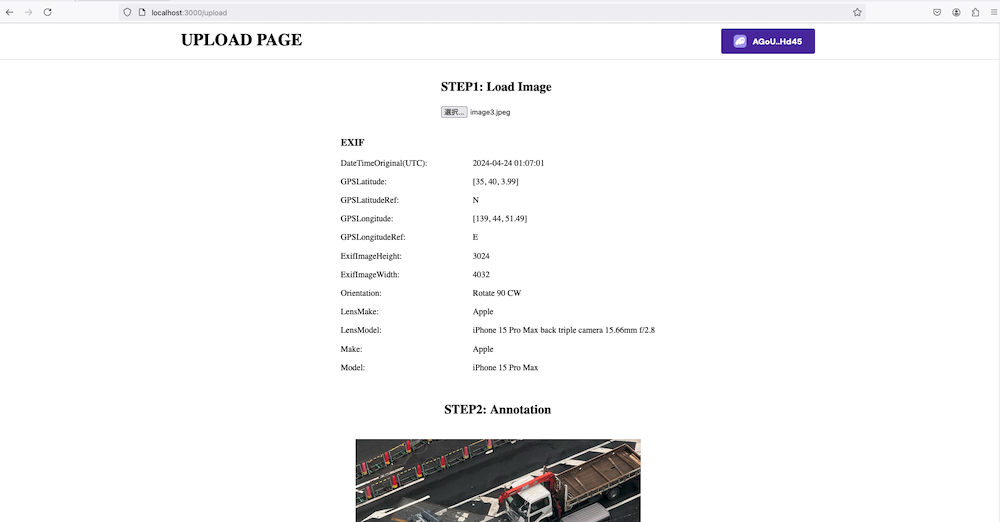 localhost:3000/upload
UPLOAD PAGE
AGoU..Hd45
STEP1: Load Image
選択... image3.jpeg
EXIF
DateTimeOriginal(UTC): 2024-04-24 01:07:01
GPSLatitude: [35, 40, 3.99]
GPSLatitudeRef: N
GPSLongitude: [139, 44, 51.49]
GPSLongitudeRef: E
ExifImageHeight: 3024
ExifImageWidth: 4032
Orientation: Rotate 90 CW
LensMake: Apple
LensModel: iPhone 15 Pro Max back triple camera 15.66mm f/2.8
Make: Apple
Model: iPhone 15 Pro Max
STEP2: Annotation